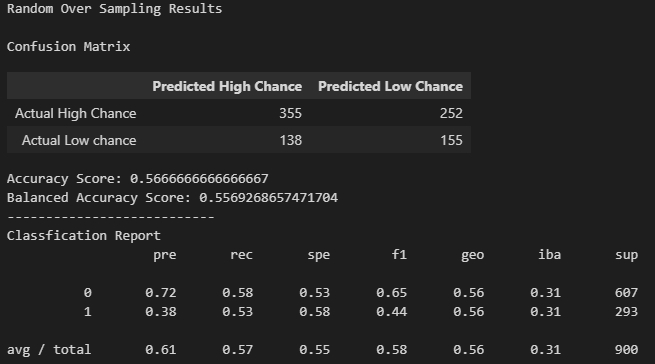 Random Over Sampling Results
Confusion Matrix
Predicted High Chance Predicted Low Chance
Actual High Chance 355 252
Actual Low chance 138 155
Accuracy Score: 0.5666666666666667
Balanced Accuracy Score: 0.5569268657471704
---------------------------
Classfication Report
pre rec spe f1 geo iba sup
0 0.72 0.58 0.53 0.65 0.56 0.31 607
1 0.38 0.53 0.58 0.44 0.56 0.31 293
avg / total 0.61 0.57 0.55 0.58 0.56 0.31 900